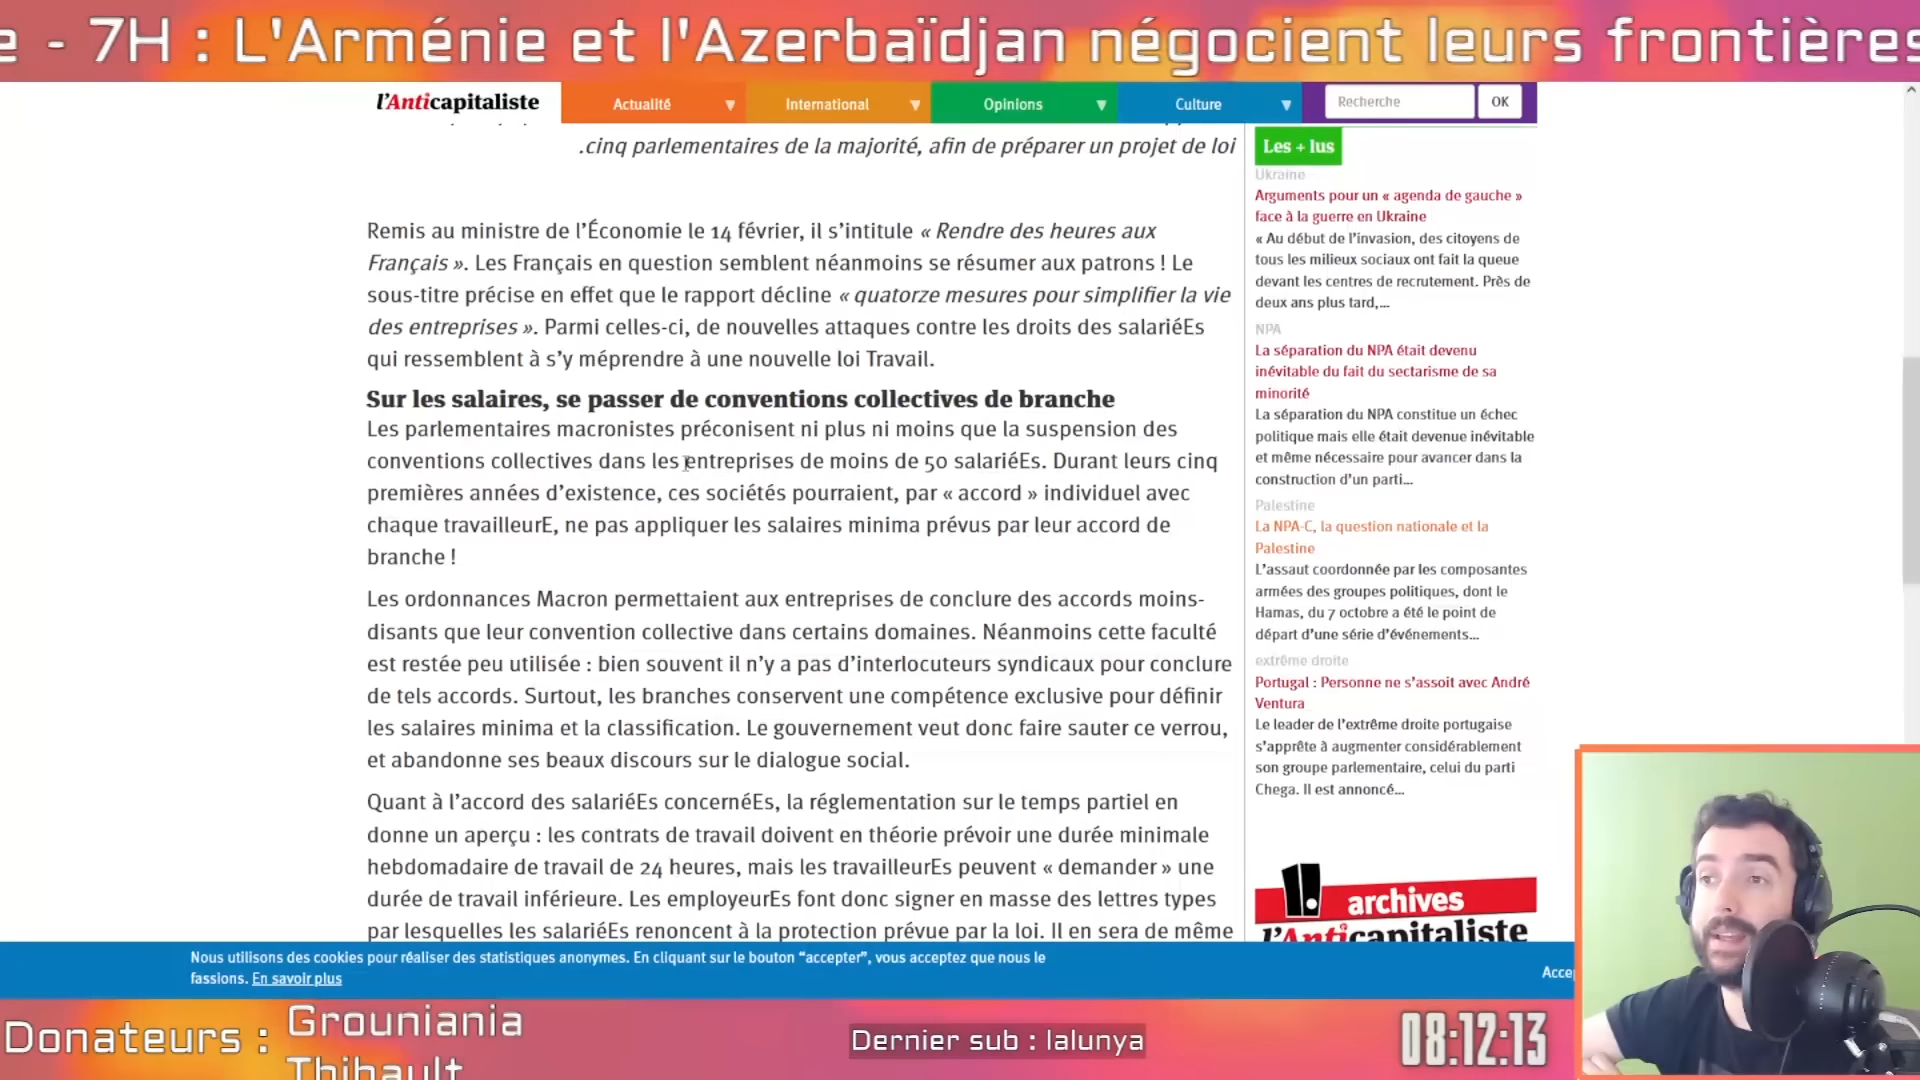 e - 7H : L'Arménie et l'Azerbaïdjan négocient leurs frontières
l'Anticapitaliste
Actualité ▼
International ▼
Opinions ▼
Culture ▼
Recherche
OK
.cinq parlementaires de la majorité, afin de préparer un projet de loi
Remis au ministre de l'Économie le 14 février, il s'intitule « Rendre des heures aux
Français ». Les Français en question semblent néanmoins se résumer aux patrons ! Le
sous-titre précise en effet que le rapport décline « quatorze mesures pour simplifier la vie
des entreprises ». Parmi celles-ci, de nouvelles attaques contre les droits des salariéEs
qui ressemblent à s'y méprendre à une nouvelle loi Travail.
Sur les salaires, se passer de conventions collectives de branche
Les parlementaires macronistes préconisent ni plus ni moins que la suspension des
conventions collectives dans les entreprises de moins de 50 salariéEs. Durant leurs cinq
premières années d'existence, ces sociétés pourraient, par « accord » individuel avec
chaque travailleurE, ne pas appliquer les salaires minima prévus par leur accord de
branche !
Les ordonnances Macron permettaient aux entreprises de conclure des accords moins-
disants que leur convention collective dans certains domaines. Néanmoins cette faculté
est restée peu utilisée : bien souvent il n'y a pas d'interlocuteurs syndicaux pour conclure
de tels accords. Surtout, les branches conservent une compétence exclusive pour définir
les salaires minima et la classification. Le gouvernement veut donc faire sauter ce verrou,
et abandonne ses beaux discours sur le dialogue social.
Quant à l'accord des salariéEs concernéEs, la réglementation sur le temps partiel en
donne un aperçu : les contrats de travail doivent en théorie prévoir une durée minimale
hebdomadaire de travail de 24 heures, mais les travailleurEs peuvent « demander » une
durée de travail inférieure. Les employeurEs font donc signer en masse des lettres types
par lesquelles les salariéEs renoncent à la protection prévue par la loi. Il en sera de même
Les + lus
Ukraine
Arguments pour un « agenda de gauche »
face à la guerre en Ukraine
« Au début de l'invasion, des citoyens de
tous les milieux sociaux ont fait la queue
devant les centres de recrutement. Près de
deux ans plus tard,...
NPA
La séparation du NPA était devenu
inévitable du fait du sectarisme de sa
minorité
La séparation du NPA constitue un échec
politique mais elle était devenue inévitable
et même nécessaire pour avancer dans la
construction d'un parti...
Palestine
La NPA-C, la question nationale et la
Palestine
L'assaut coordonnée par les composantes
armées des groupes politiques, dont le
Hamas, du 7 octobre a été le point de
départ d'une série d'événements...
extrême droite
Portugal : Personne ne s'assoit avec André
Ventura
Le leader de l'extrême droite portugaise
s'apprête à augmenter considérablement
son groupe parlementaire, celui du parti
Chega. Il est annoncé...
archives
l'Anticapitaliste
Nous utilisons des cookies pour réaliser des statistiques anonymes. En cliquant sur le bouton “accepter”, vous acceptez que nous le
fassions. En savoir plus
Accep
Donateurs :
Grouniania
Thibault
Dernier sub : lalunya
08:12:13